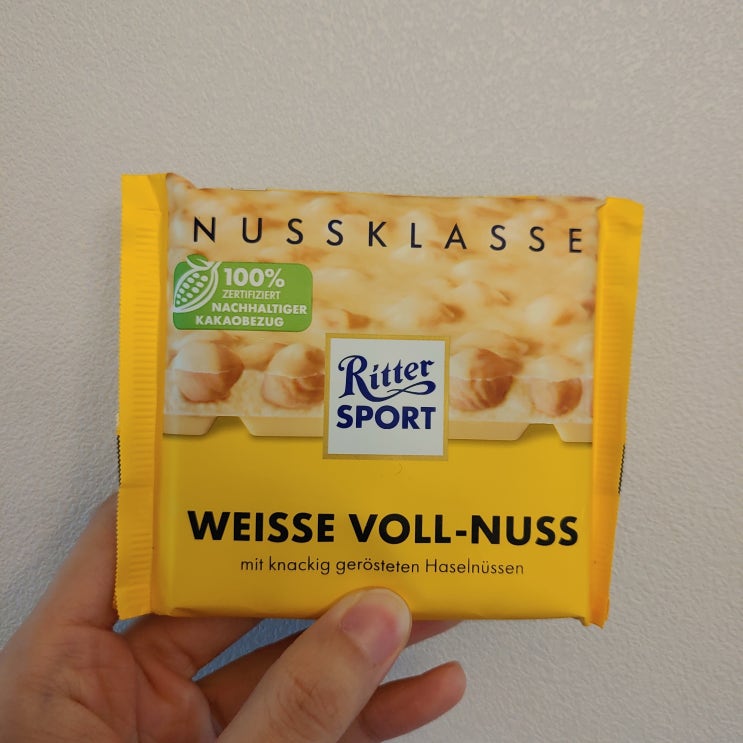 NUSSKLASSE
100%
ZERTIFIZIERT
NACHHALTIGER
KAKAOBEZUG
Ritter
SPORT
WEISSE VOLL-NUSS
mit knackig gerösteten Haselnüssen